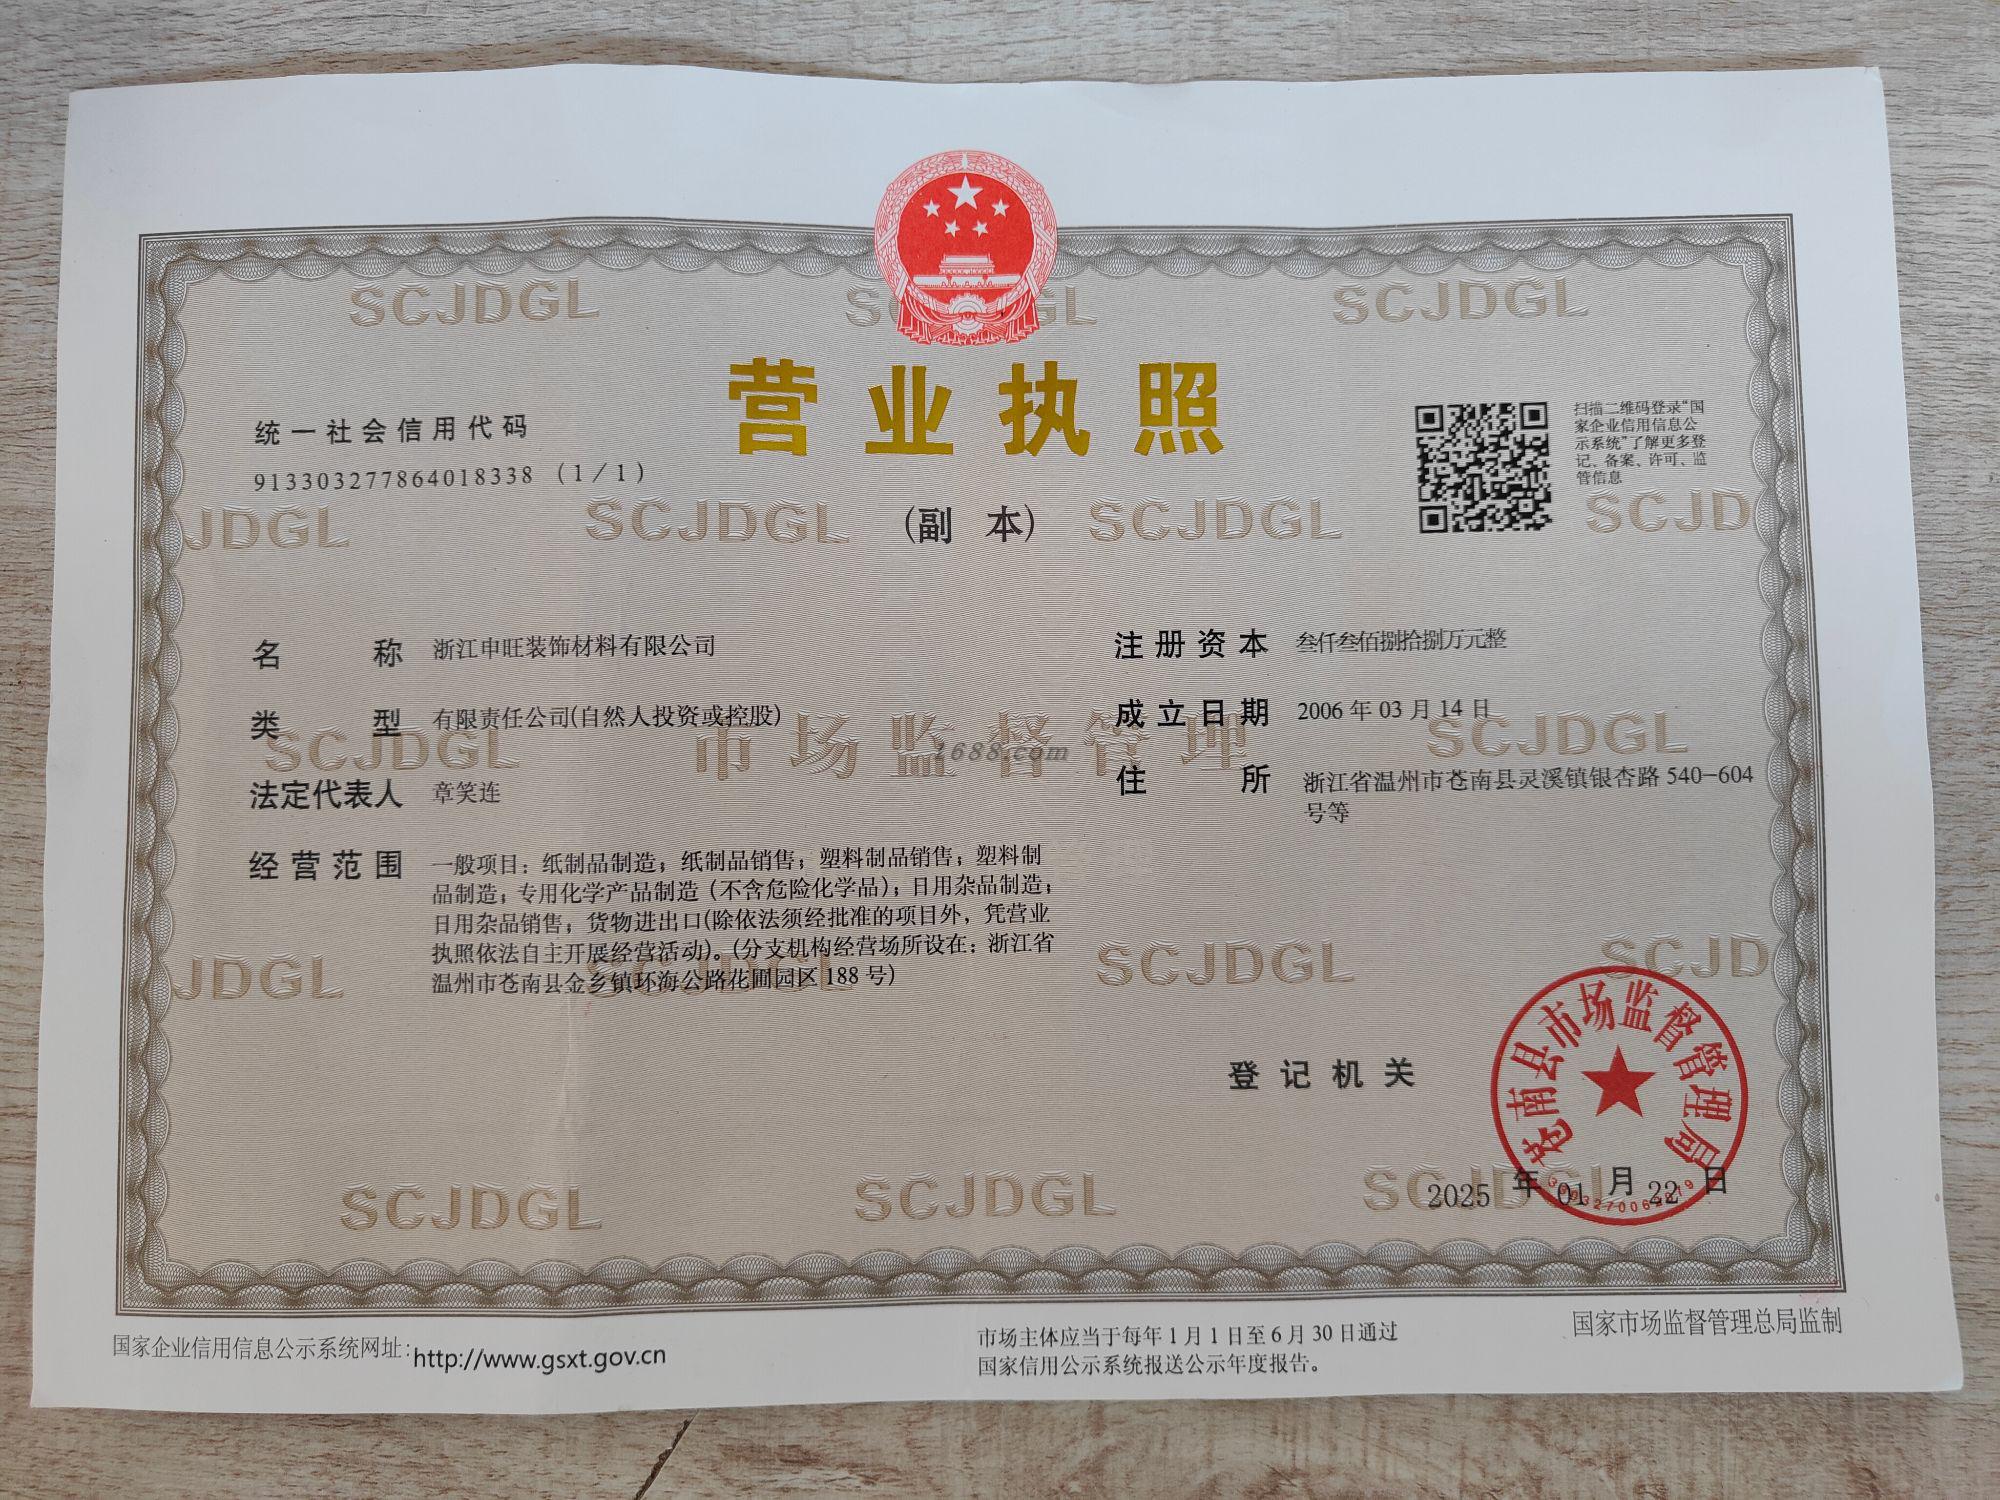 SCJDGL
SCJDGL
营业执照
(副 本)
统一社会信用代码
913303277864018338 (1/1)
扫描二维码登录“国
家企业信用信息公
示系统”了解更多登
记、备案、许可、监
管信息
JDGL
SCJDGL
SCJDGL
SCJD
名 称 浙江申旺装饰材料有限公司
类 型 有限责任公司(自然人投资或控股)
法定代表人 章笑连
经营范围 一般项目：纸制品制造；纸制品销售；塑料制品销售；塑料制
品制造；专用化学产品制造（不含危险化学品）；日用杂品制造；
日用杂品销售；货物进出口(除依法须经批准的项目外，凭营业
执照依法自主开展经营活动)。(分支机构经营场所设在：浙江省
温州市苍南县金乡镇环海公路花圃园区188号)
注册资本 叁仟叁佰捌拾捌万元整
成立日期 2006年03月14日
住 所 浙江省温州市苍南县灵溪镇银杏路540-604
号等
SCJDGL
市场监督管理
SCJDGL
1688.com
JDGL
SCJDGL
SCJDGL
SCJD
登记机关
苍南县市场监督管理局
2025年01月22日
SCJDGL
SCJDGL
国家企业信用信息公示系统网址：http://www.gsxt.gov.cn
市场主体应当于每年1月1日至6月30日通过
国家信用公示系统报送公示年度报告。
国家市场监督管理总局监制